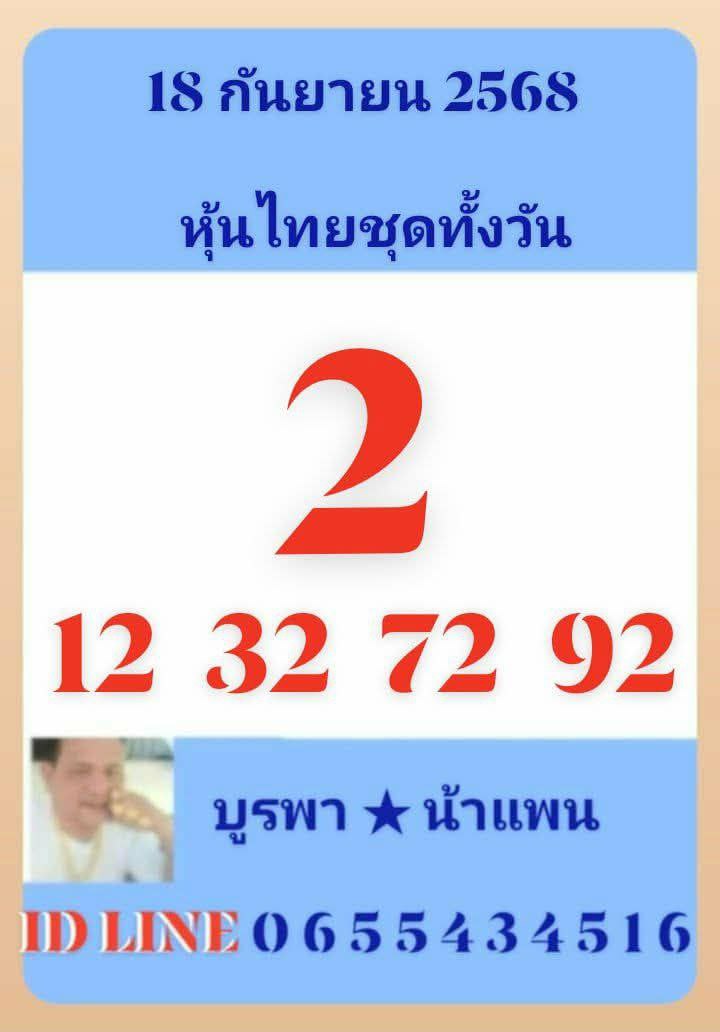 18 กันยายน 2568
หุ้นไทยชุดทั้งวัน
2
12 32 72 92
บูรพา ★ น้าแพน
ID LINE 0655434516